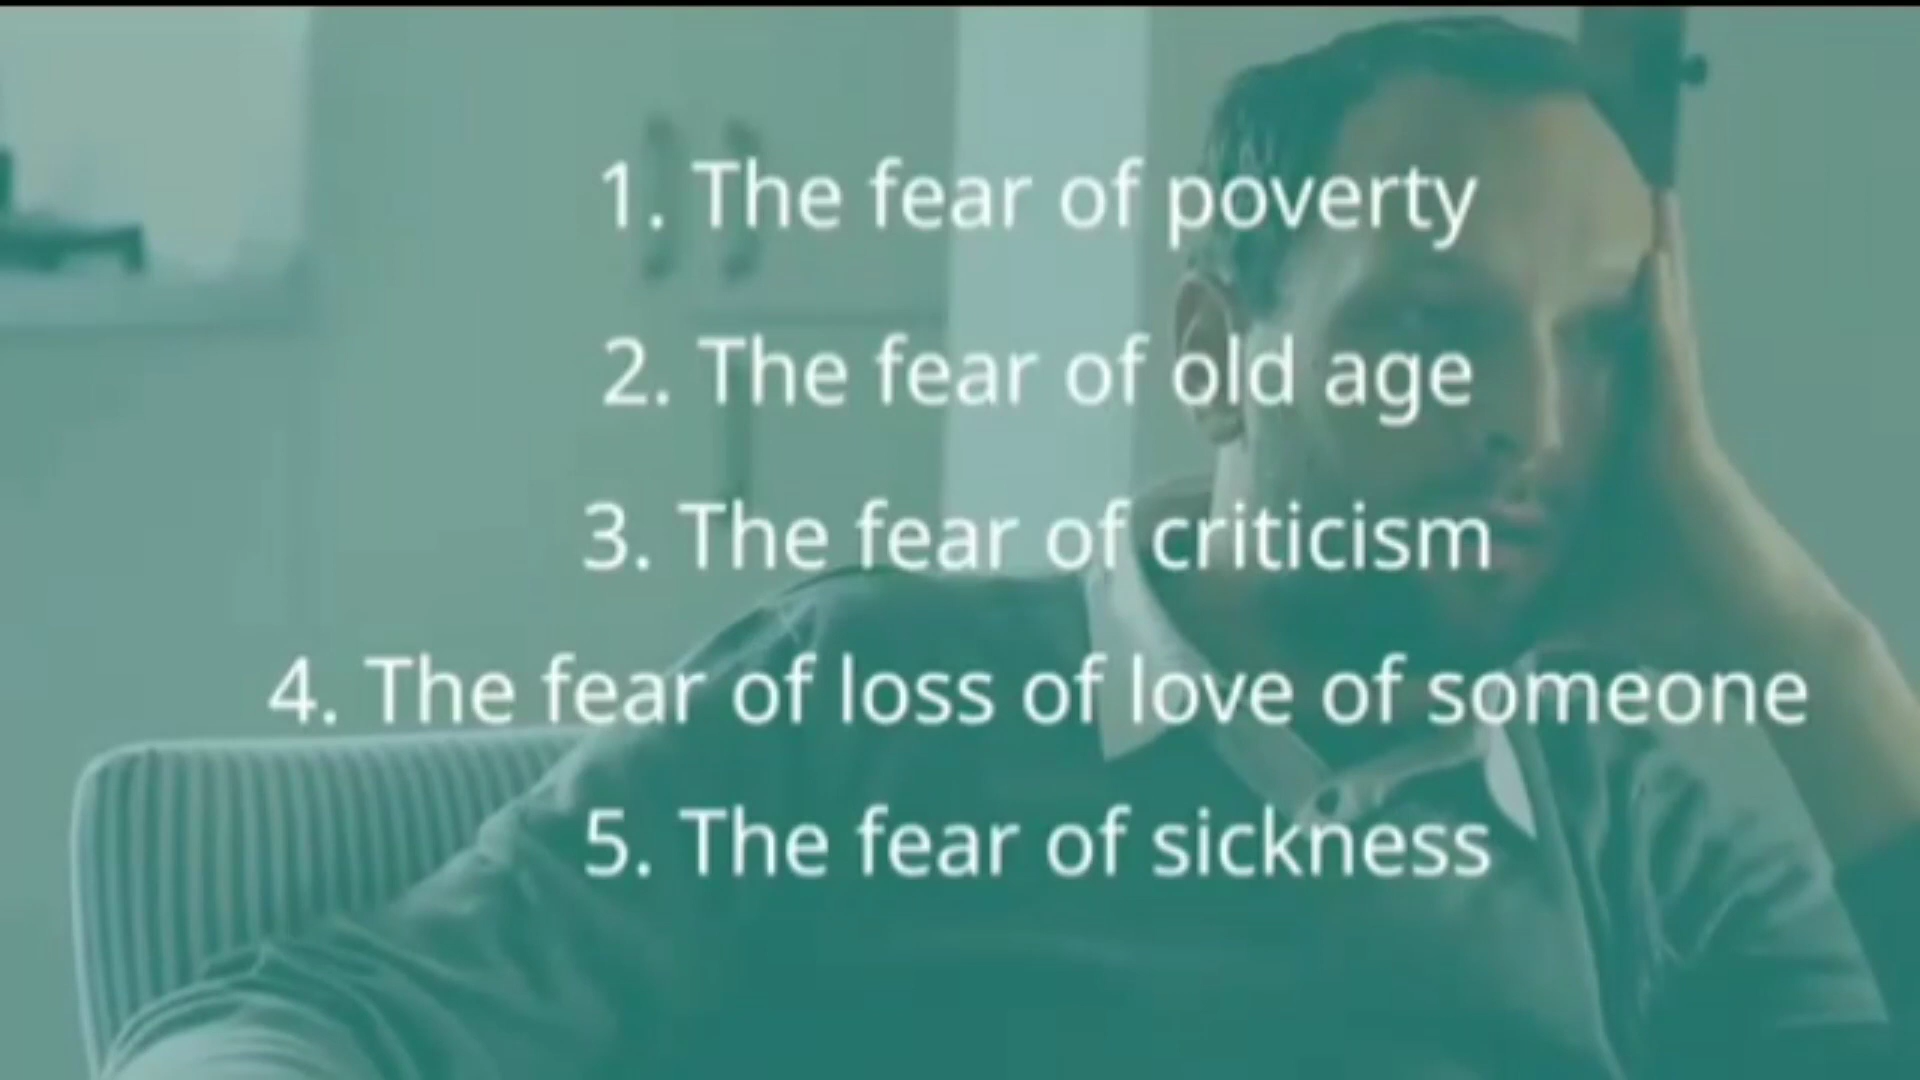 1. The fear of poverty
2. The fear of old age
3. The fear of criticism
4. The fear of loss of love of someone
5. The fear of sickness